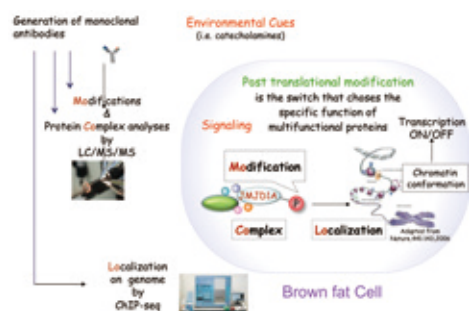 Generation of monoclonal
antibodies
Environmental Cues
(i.e. catecholamines)
Modifications
&
Protein Complex analyses
by
LC/MS/MS
Post translational modification
is the switch that choses the
specific function of
multifunctional proteins
Signaling
Transcription
ON/OFF
Modification
Chromatin
conformation
JMJD1A
P
Complex
Localization
Adapted from
Localization
on genome
by
ChIP-seq
Brown fat Cell